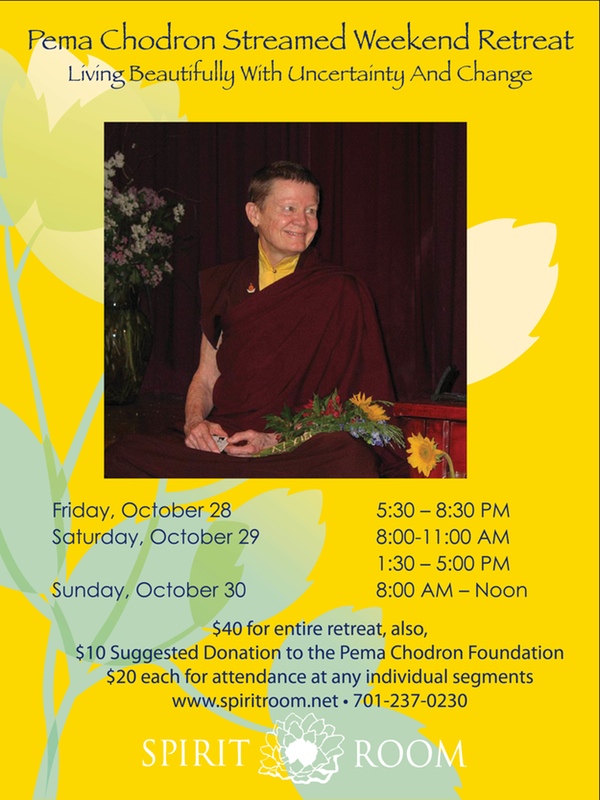 Pema Chodron Streamed Weekend Retreat
Living Beautifully With Uncertainty And Change
Friday, October 28 5:30 – 8:30 PM
Saturday, October 29 8:00-11:00 AM
1:30 – 5:00 PM
Sunday, October 30 8:00 AM – Noon
$40 for entire retreat, also,
$10 Suggested Donation to the Pema Chodron Foundation
$20 each for attendance at any individual segments
www.spiritroom.net • 701-237-0230
SPIRIT ROOM